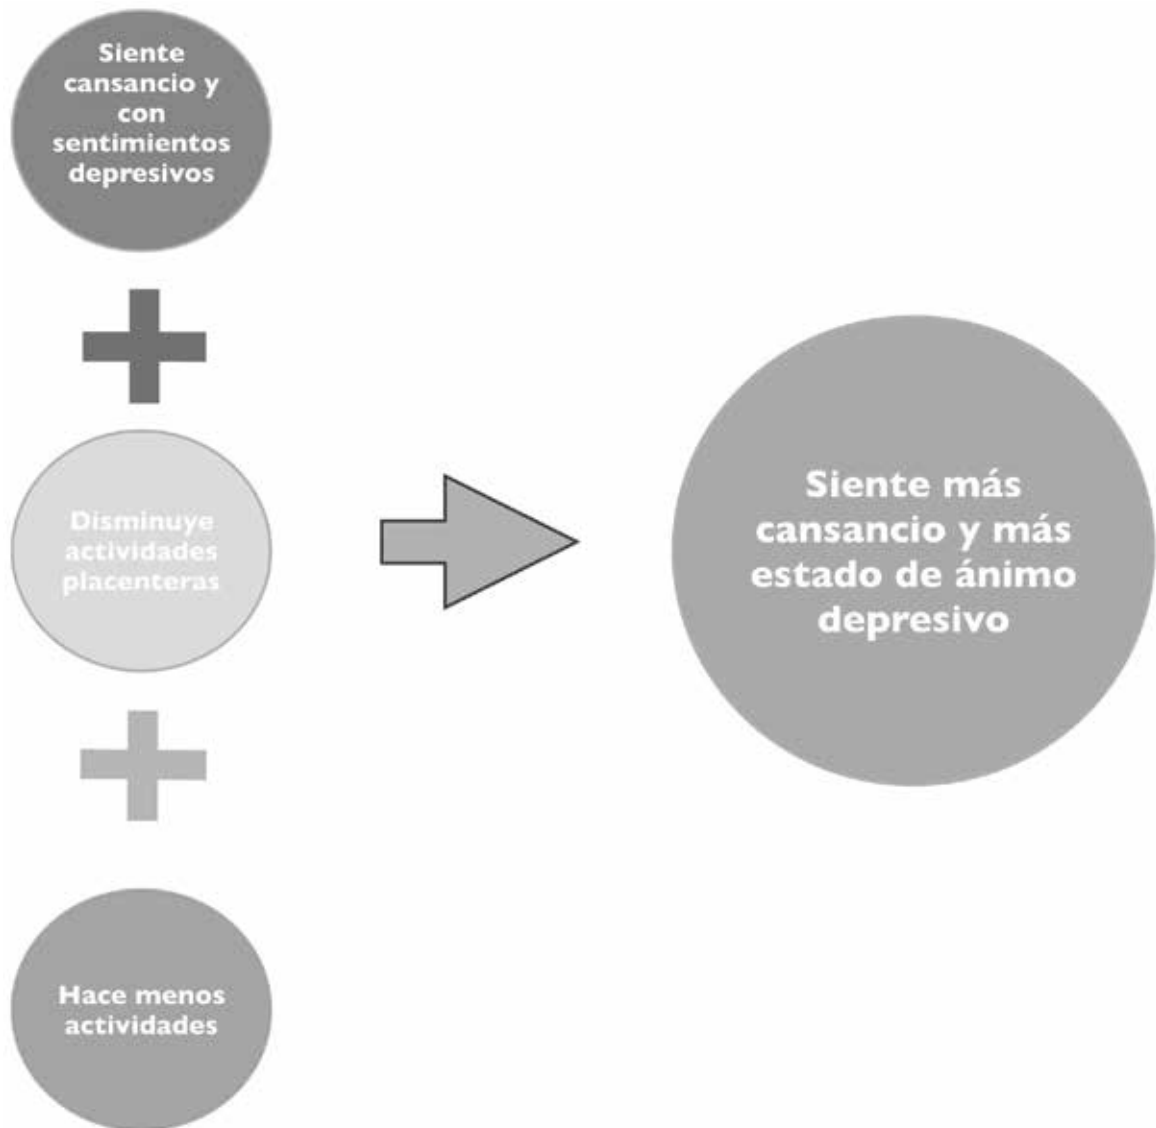 Siente
cansancio y
con
sentimientos
depresivos
Disminuye
actividades
placenteras
Siente más
cansancio y más
estado de ánimo
depresivo
Hace menos
actividades